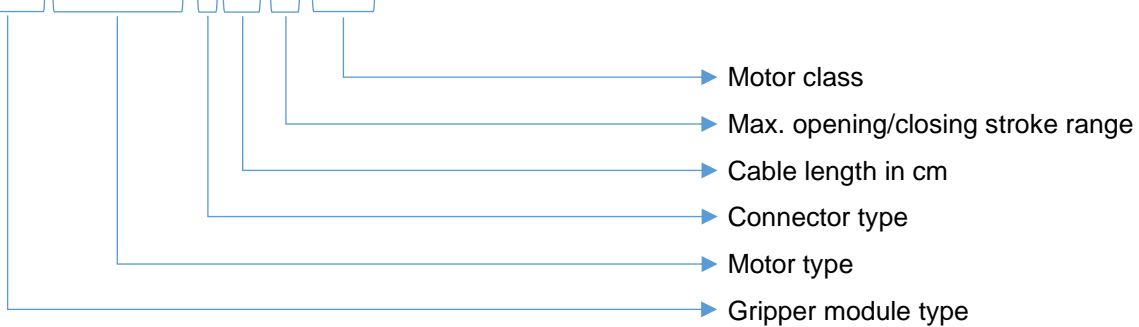 Motor class
Max. opening/closing stroke range
Cable length in cm
Connector type
Motor type
Gripper module type